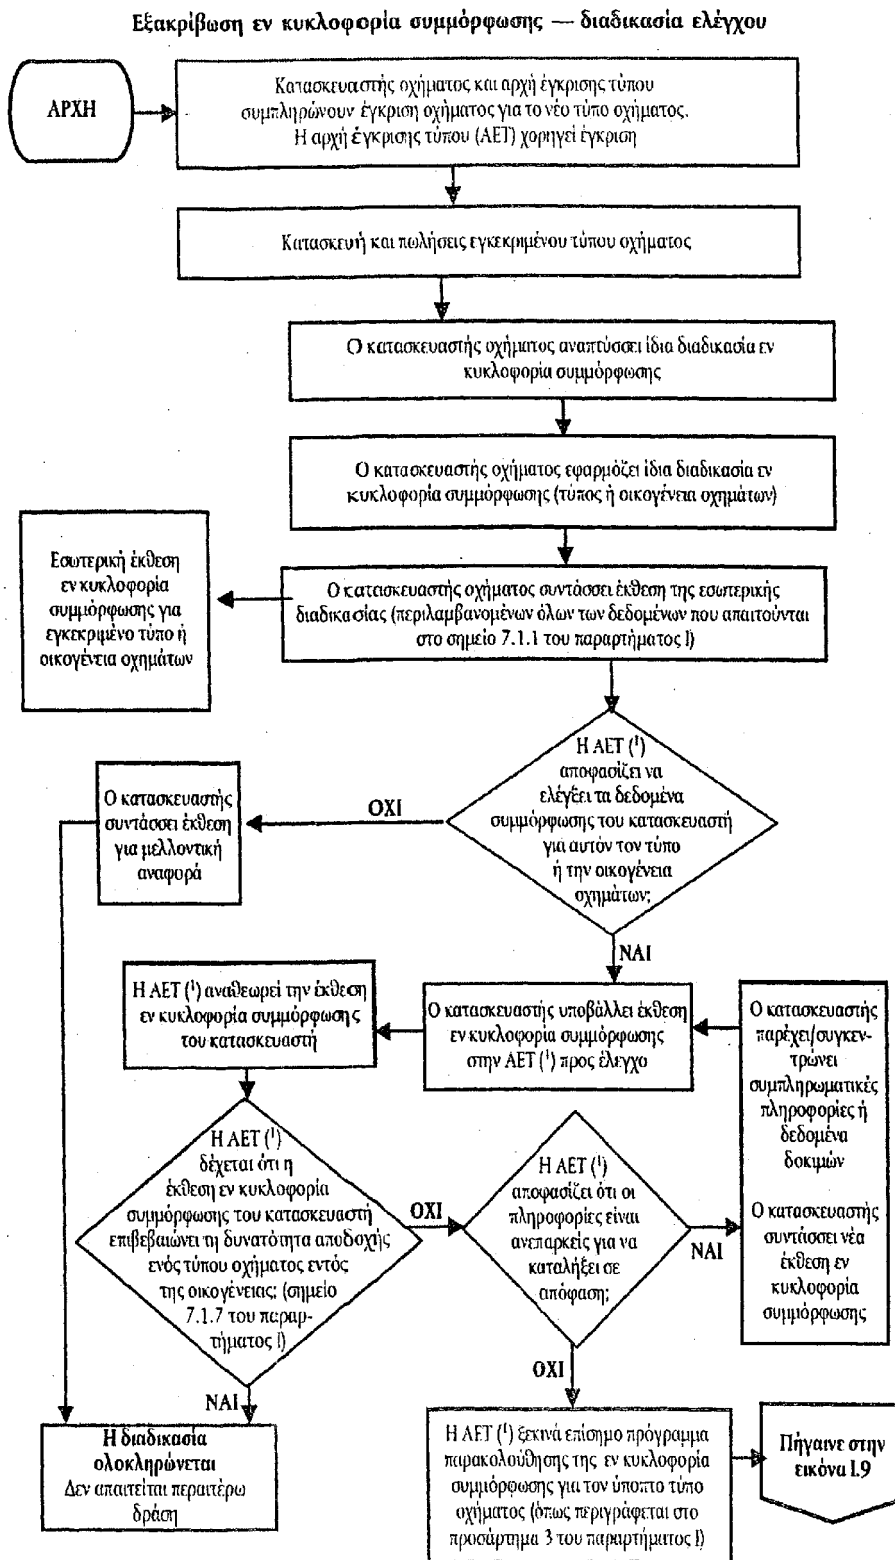 Εξακρίβωση εν κυκλοφορία συμμόρφωσης — διαδικασία ελέγχου
ΑΡΧΗ
Κατασκευαστής οχήματος και αρχή έγκρισης τύπου
συμπληρώνουν έγκριση οχήματος για το νέο τύπο οχήματος.
Η αρχή έγκρισης τύπου (ΑΕΤ) χορηγεί έγκριση
Κατασκευή και πωλήσεις εγκεκριμένου τύπου οχήματος
Ο κατασκευαστής οχήματος αναπτύσσει ίδια διαδικασία εν
κυκλοφορία συμμόρφωσης
Ο κατασκευαστής οχήματος εφαρμόζει ίδια διαδικασία εν
κυκλοφορία συμμόρφωσης (τύπος ή οικογένεια οχημάτων)
Εσωτερική έκθεση
εν κυκλοφορία
συμμόρφωσης για
εγκεκριμένο τύπο ή
οικογένεια οχημάτων
Ο κατασκευαστής οχήματος συντάσσει έκθεση της εσωτερικής
διαδικασίας (περιλαμβανομένων όλων των δεδομένων που απαιτούνται
στο σημείο 7.1.1 του παραρτήματος Ι)
Η ΑΕΤ (¹)
αποφασίζει να
ελέγξει τα δεδομένα
συμμόρφωσης του κατασκευαστή
για αυτόν τον τύπο
ή την οικογένεια
οχημάτων;
ΟΧΙ
Ο κατασκευαστής
συντάσσει έκθεση
για μελλοντική
αναφορά
ΝΑΙ
Η ΑΕΤ (¹) αναθεωρεί την έκθεση
εν κυκλοφορία συμμόρφωσης
του κατασκευαστή
Ο κατασκευαστής υποβάλλει έκθεση
εν κυκλοφορία συμμόρφωσης
στην ΑΕΤ (¹) προς έλεγχο
Ο κατασκευαστής
παρέχει/συγκεν-
τρώνει
συμπληρωματικές
πληροφορίες ή
δεδομένα
δοκιμών
Ο κατασκευαστής
συντάσσει νέα
έκθεση εν
κυκλοφορία
συμμόρφωσης
Η ΑΕΤ (¹)
δέχεται ότι η
έκθεση εν κυκλοφορία
συμμόρφωσης του κατασκευαστή
επιβεβαιώνει τη δυνατότητα αποδοχής
ενός τύπου οχήματος εντός
της οικογένειας; (σημείο
7.1.7 του παραρ-
τήματος Ι)
ΟΧΙ
Η ΑΕΤ (¹)
αποφασίζει ότι οι
πληροφορίες είναι
ανεπαρκείς για να
καταλήξει σε
απόφαση;
ΝΑΙ
ΟΧΙ
ΝΑΙ
Η διαδικασία
ολοκληρώνεται
Δεν απαιτείται περαιτέρω
δράση
Η ΑΕΤ (¹) ξεκινά επίσημο πρόγραμμα
παρακολούθησης της εν κυκλοφορία
συμμόρφωσης για τον ύποπτο τύπο
οχήματος (όπως περιγράφεται στο
προσάρτημα 3 του παραρτήματος Ι)
Πήγαινε στην
εικόνα Ι.9